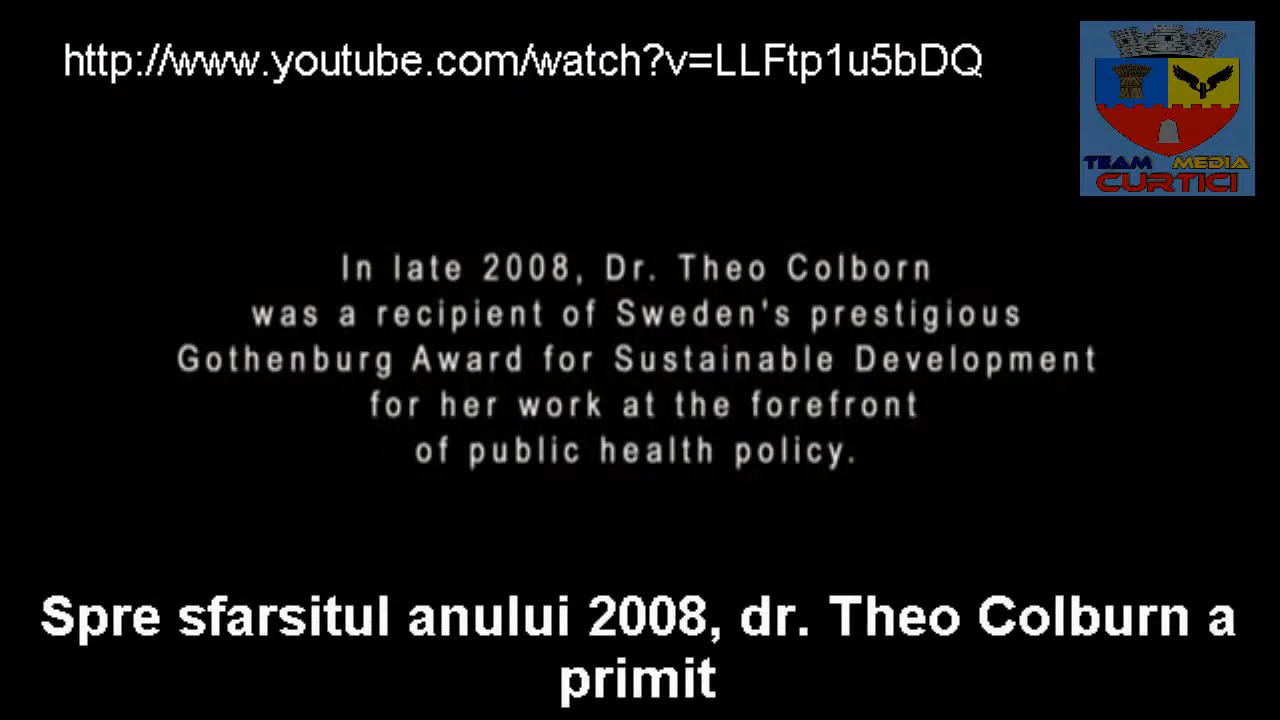 http://www.youtube.com/watch?v=LLFtp1u5bDQ
TEAM MEDIA
CURTICI
In late 2008, Dr. Theo Colborn
was a recipient of Sweden's prestigious
Gothenburg Award for Sustainable Development
for her work at the forefront
of public health policy.
Spre sfarsitul anului 2008, dr. Theo Colburn a
primit